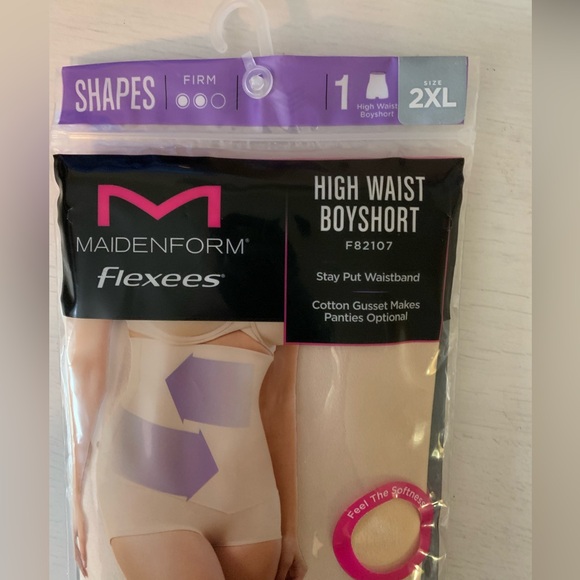 SHAPES
FIRM
1
High Waist
Boyshort
SIZE
2XL
MAIDENFORM®
flexees®
HIGH WAIST
BOYSHORT
F82107
Stay Put Waistband
Cotton Gusset Makes
Panties Optional
Feel The Softness